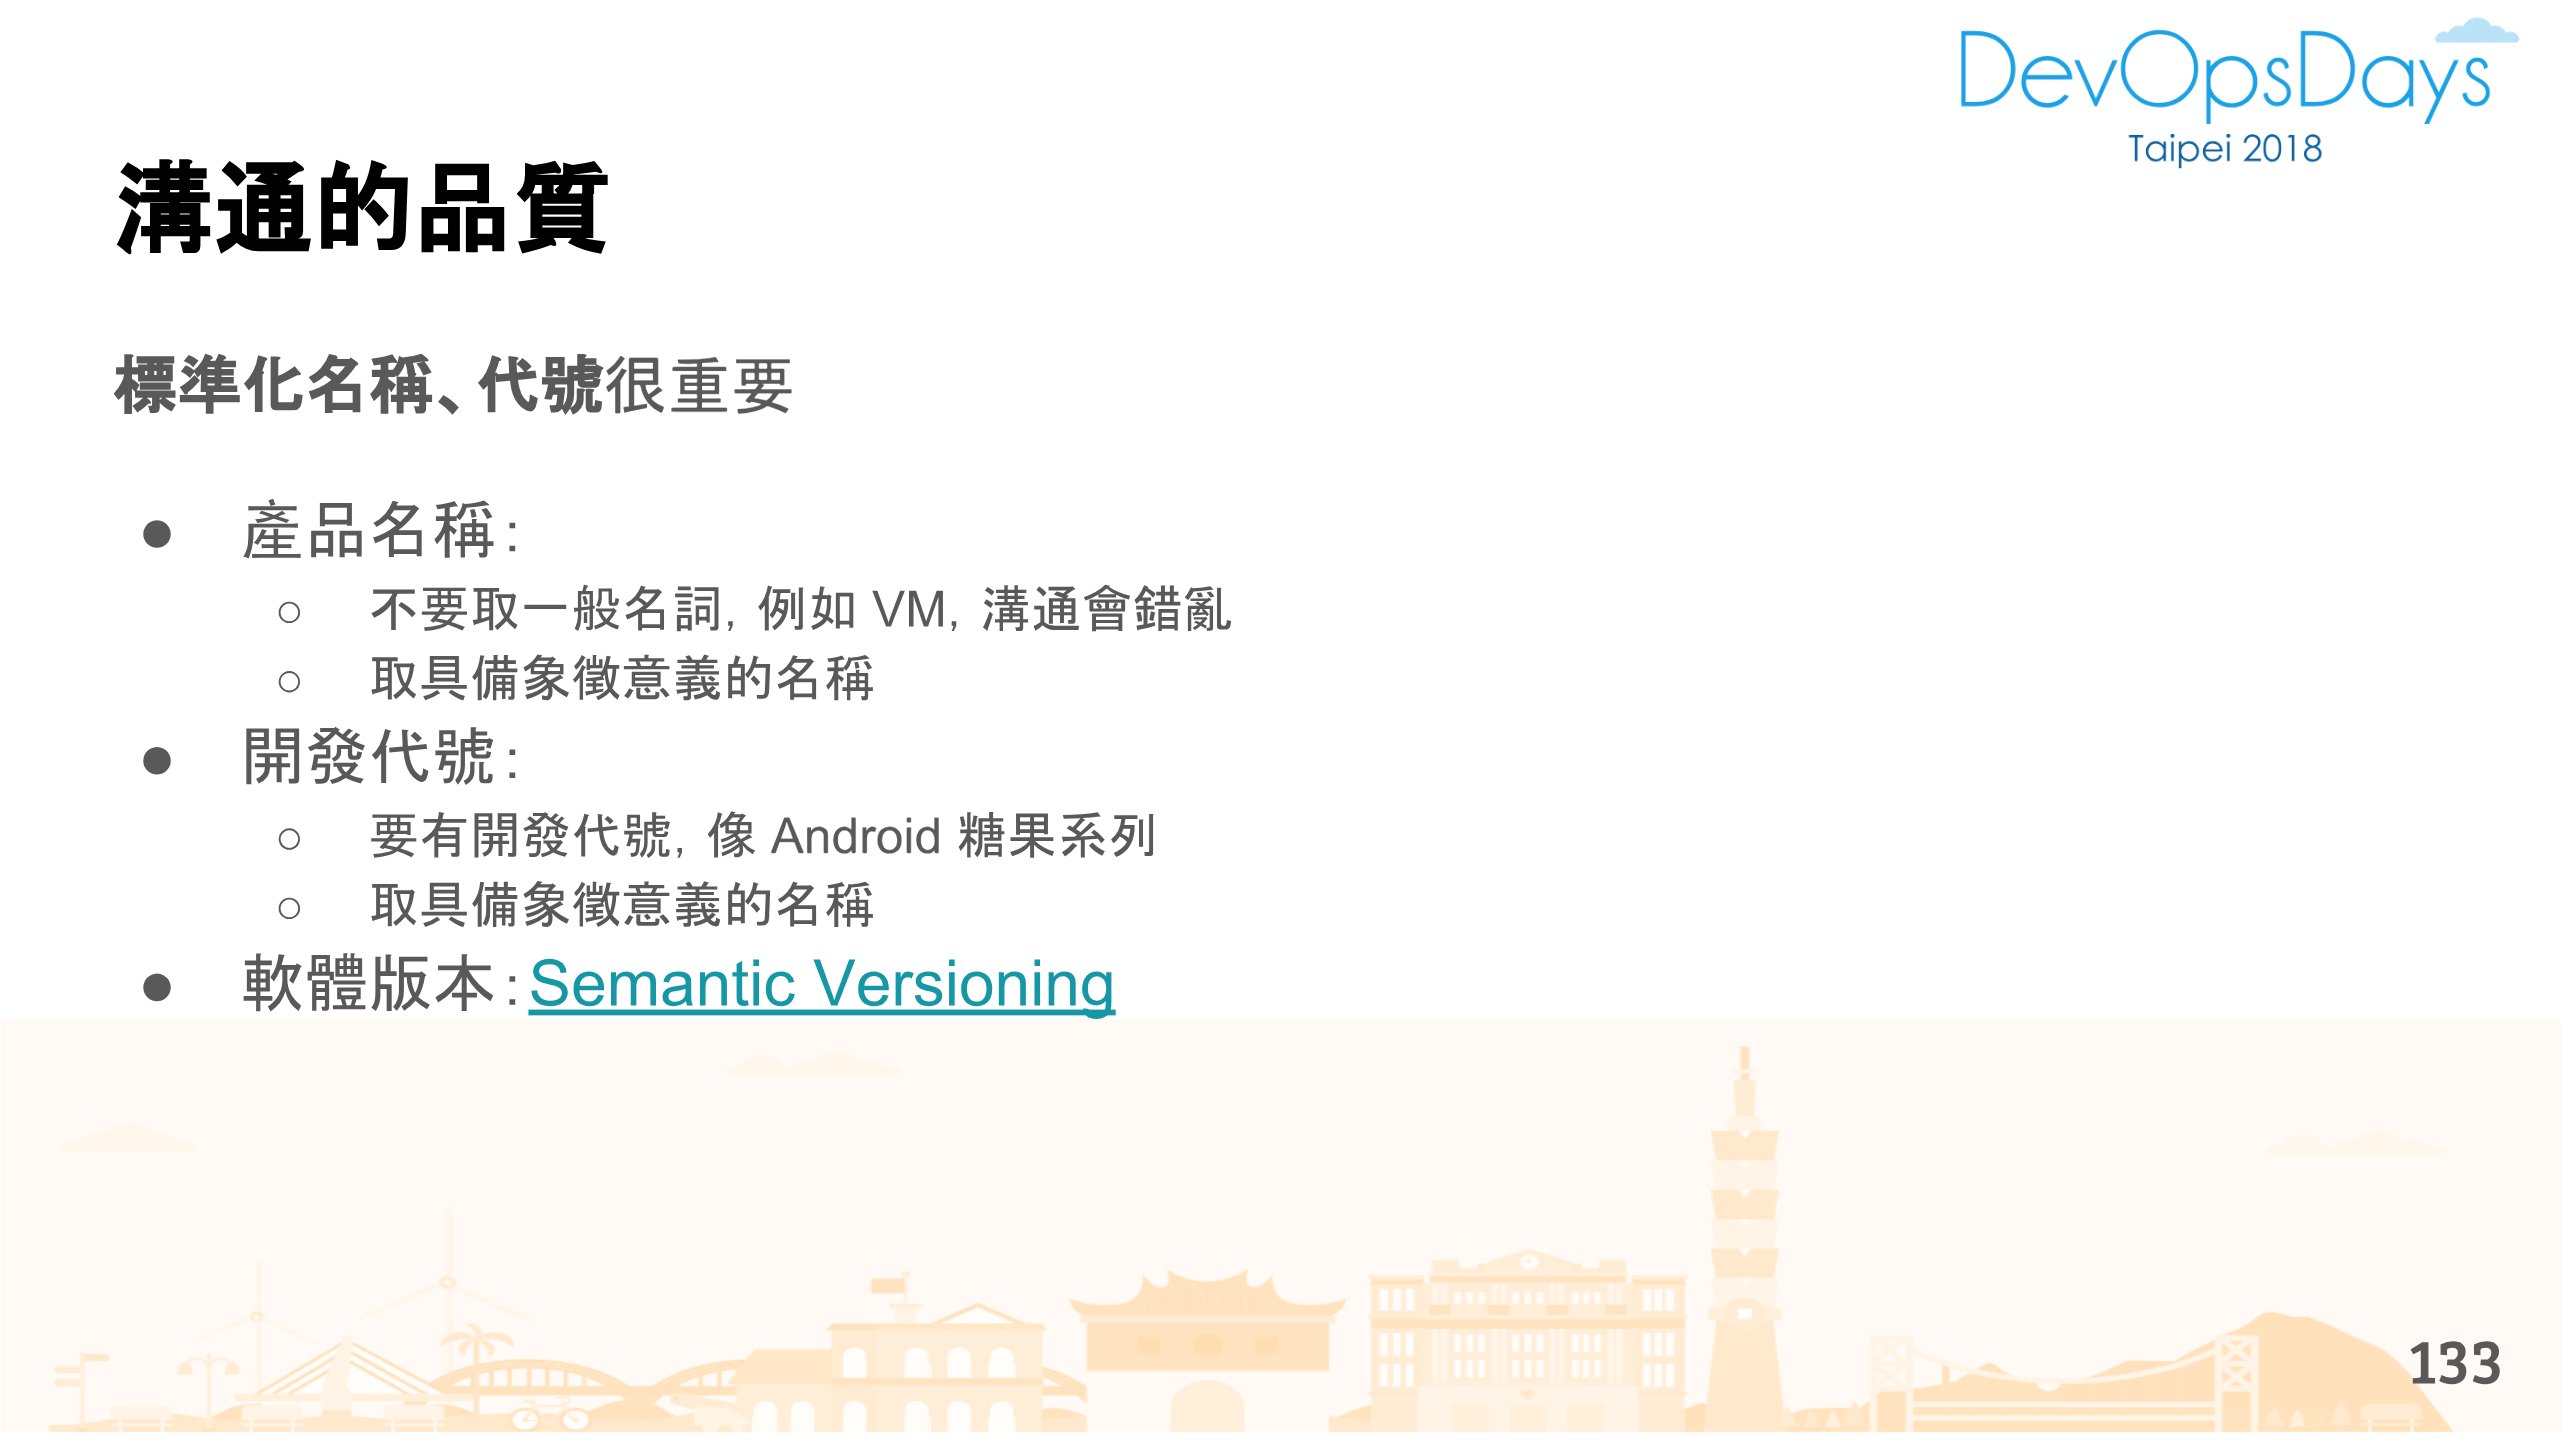 DevOpsDays
Taipei 2018
溝通的品質
標準化名稱、代號很重要
● 產品名稱：
○ 不要取一般名詞，例如 VM，溝通會錯亂
○ 取具備象徵意義的名稱
● 開發代號：
○ 要有開發代號，像 Android 糖果系列
○ 取具備象徵意義的名稱
● 軟體版本：Semantic Versioning
133